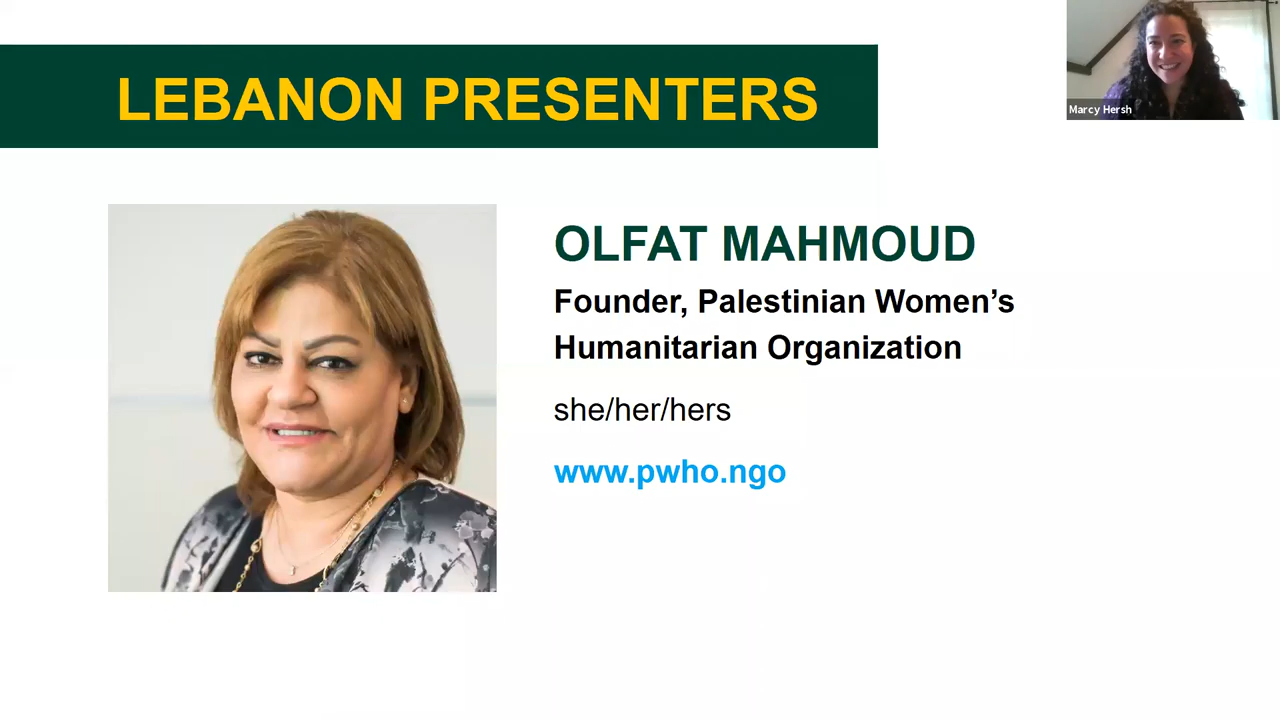 LEBANON PRESENTERS
Marcy Hersh
OLFAT MAHMOUD
Founder, Palestinian Women’s
Humanitarian Organization
she/her/hers
www.pwho.ngo